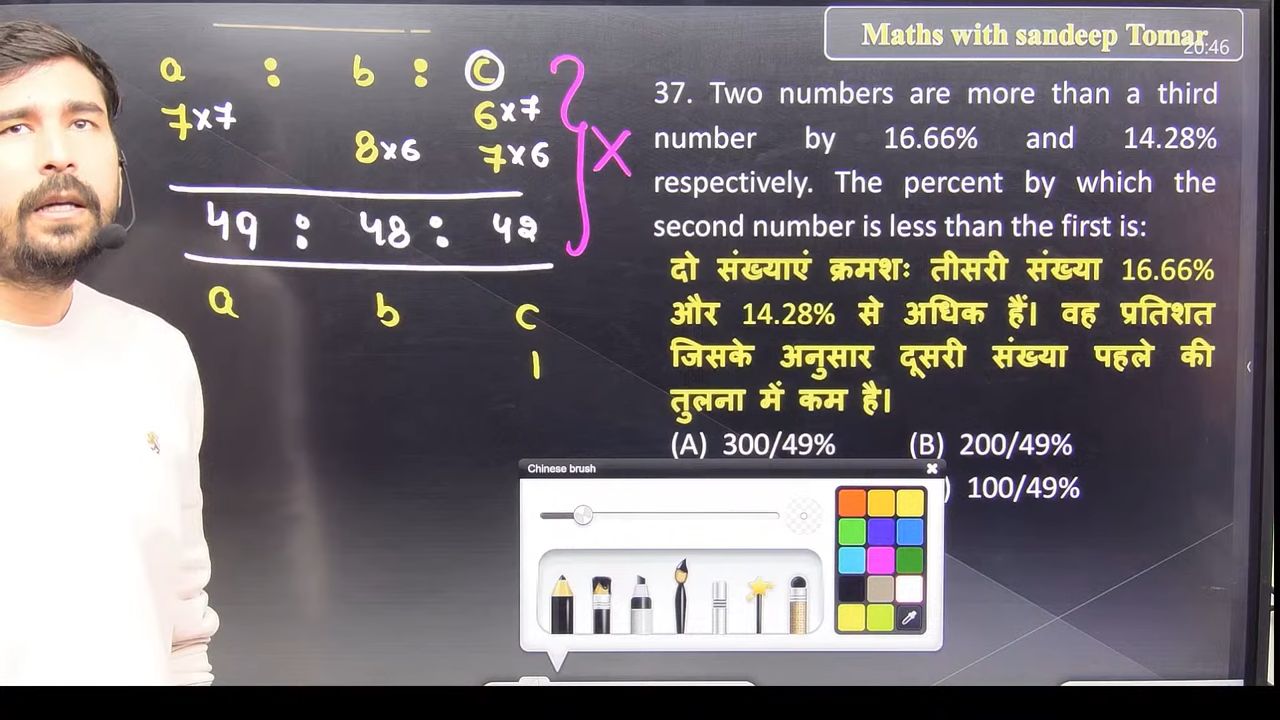 Maths with sandeep Tomar
20:46
a : b : c
7×7 6×7
8×6 7×6
49 : 48 : 42
a b c
1
X
37. Two numbers are more than a third
number by 16.66% and 14.28%
respectively. The percent by which the
second number is less than the first is:
दो संख्याएं क्रमशः तीसरी संख्या 16.66%
और 14.28% से अधिक हैं। वह प्रतिशत
जिसके अनुसार दूसरी संख्या पहले की
तुलना में कम है।
(A) 300/49% (B) 200/49%
) 100/49%
Chinese brush